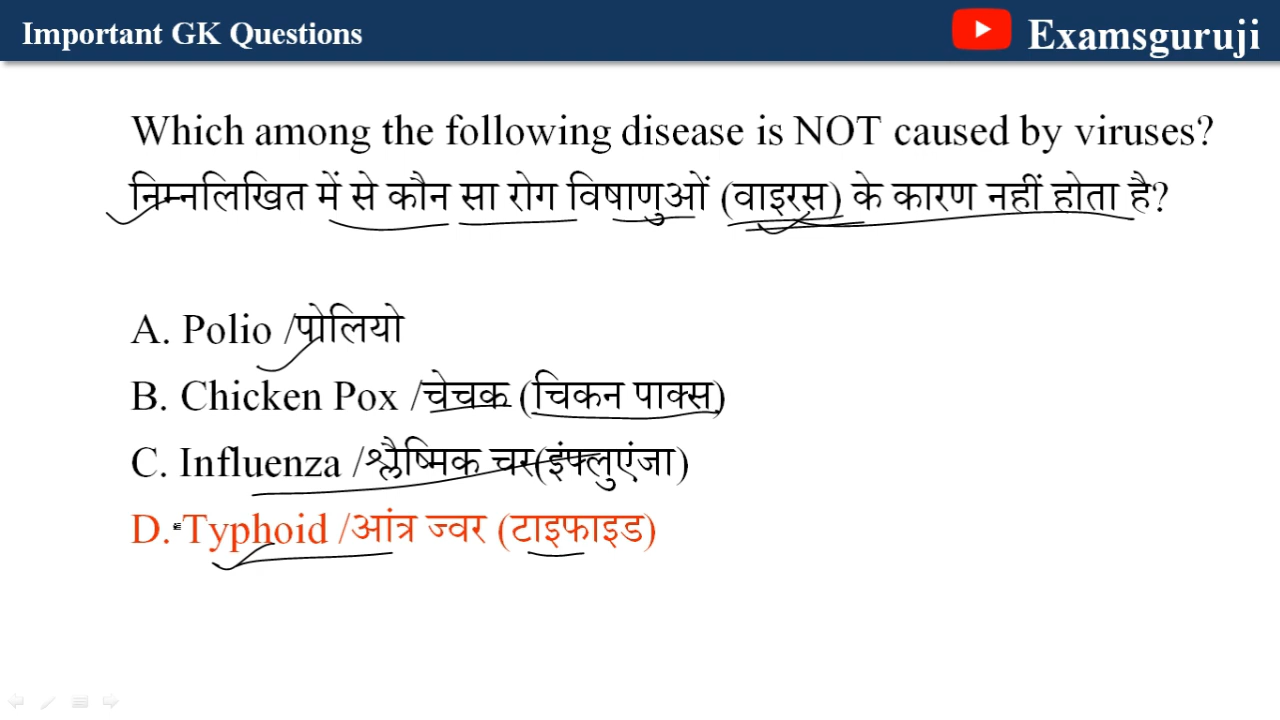 Important GK Questions
Examsguruji
Which among the following disease is NOT caused by viruses?
निम्नलिखित में से कौन सा रोग विषाणुओं (वाइरस) के कारण नहीं होता है?
A. Polio /पोलियो
B. Chicken Pox /चेचक (चिकन पाक्स)
C. Influenza /श्लैष्मिक चर(इंफ्लुएंजा)
D. Typhoid /आंत्र ज्वर (टाइफाइड)